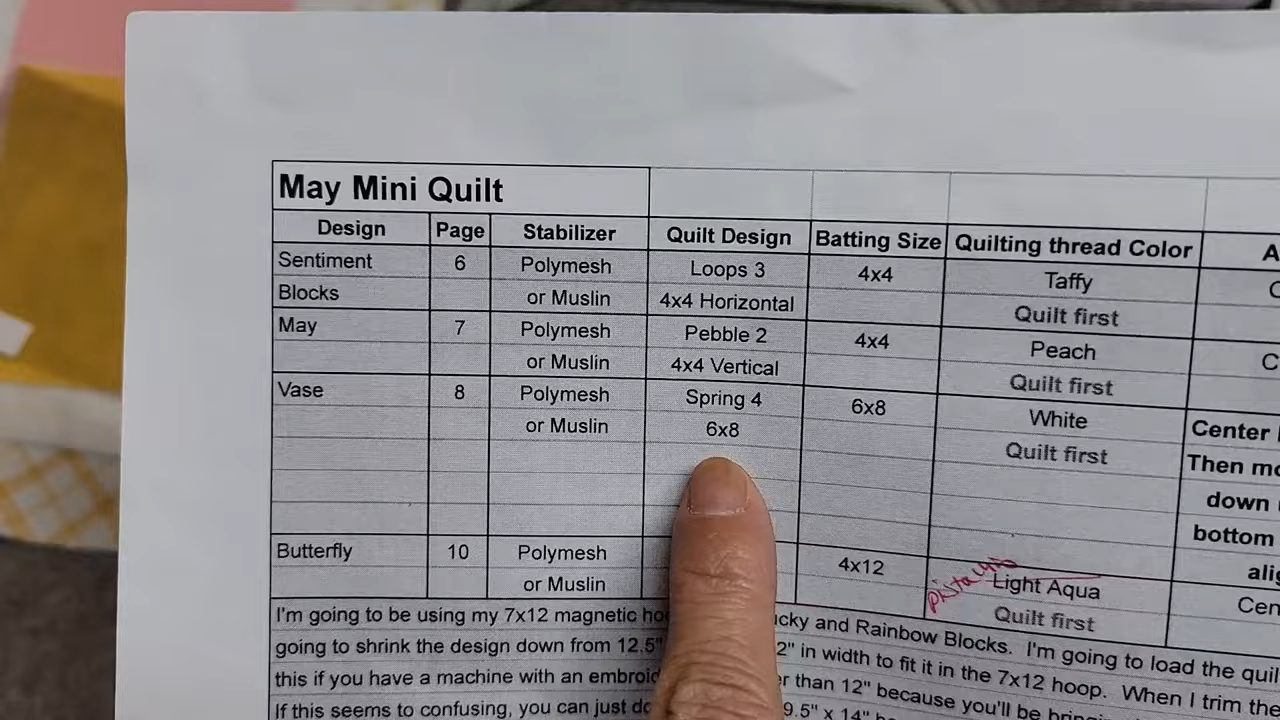 May Mini Quilt
Design Page Stabilizer Quilt Design Batting Size Quilting thread Color
Sentiment 6 Polymesh Loops 3 4x4 Taffy
Blocks or Muslin 4x4 Horizontal Quilt first
May 7 Polymesh Pebble 2 4x4 Peach
or Muslin 4x4 Vertical Quilt first
Vase 8 Polymesh Spring 4 6x8 White Center
or Muslin 6x8 Quilt first Then
down
bottom
Butterfly 10 Polymesh 4x12 Light Aqua
or Muslin Quilt first
I'm going to be using my 7x12 magnetic and Rainbow Blocks. I'm going to load the
going to shrink the design down from 12.5" 2" in width to fit it in the 7x12 hoop. When I trim the
this if you have a machine with an than 12" because you'll be
If this seems to confusing, you can just 9.5" x 14"